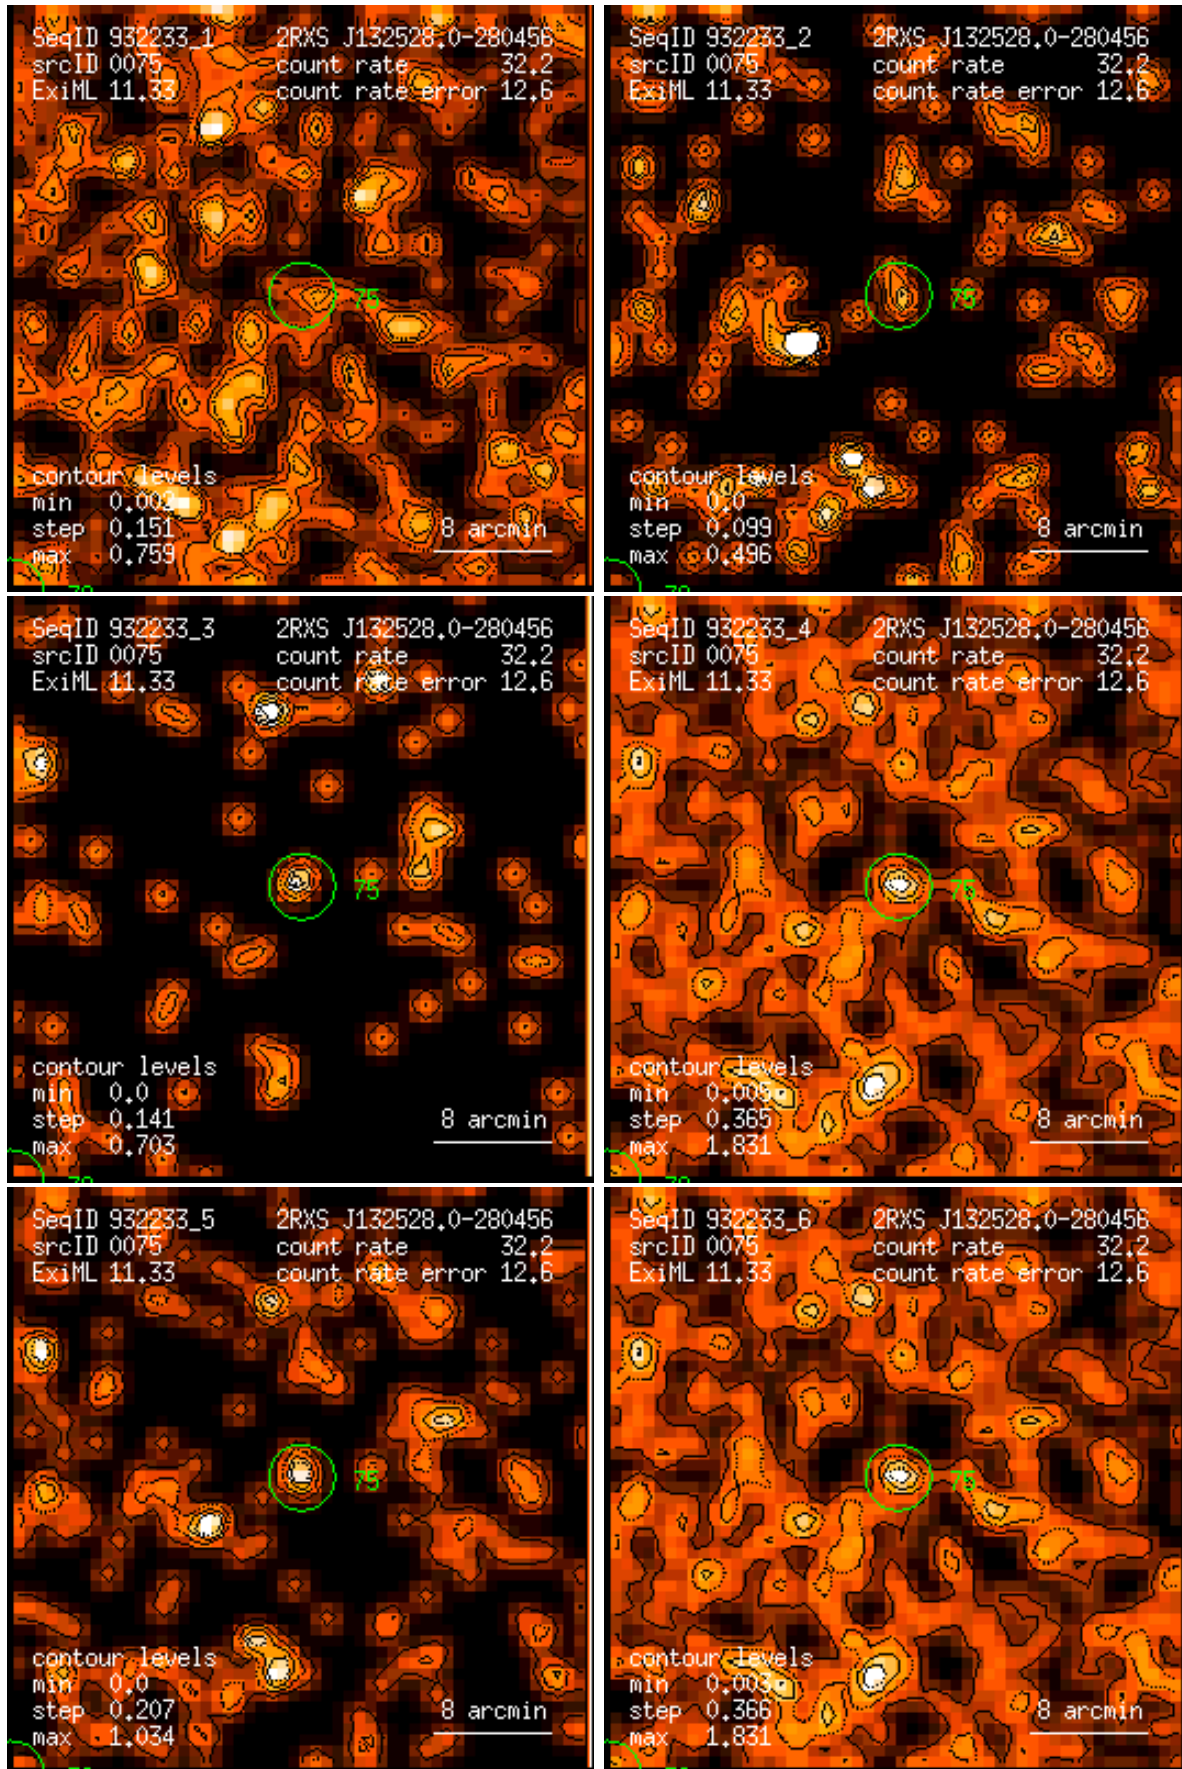 SeqID 932233_1 2RXS J132528.0-280456
srcID 0075 count rate 32.2
ExiML 11.33 count rate error 12.6
75
contour levels
min 0.002
step 0.151 8 arcmin
max 0.759
SeqID 932233_2 2RXS J132528.0-280456
srcID 0075 count rate 32.2
ExiML 11.33 count rate error 12.6
75
contour levels
min 0.0
step 0.099 8 arcmin
max 0.496
SeqID 932233_3 2RXS J132528.0-280456
srcID 0075 count rate 32.2
ExiML 11.33 count rate error 12.6
75
contour levels
min 0.0
step 0.141 8 arcmin
max 0.703
SeqID 932233_4 2RXS J132528.0-280456
srcID 0075 count rate 32.2
ExiML 11.33 count rate error 12.6
75
contour levels
min 0.005
step 0.365 8 arcmin
max 1.831
SeqID 932233_5 2RXS J132528.0-280456
srcID 0075 count rate 32.2
ExiML 11.33 count rate error 12.6
75
contour levels
min 0.0
step 0.207 8 arcmin
max 1.034
SeqID 932233_6 2RXS J132528.0-280456
srcID 0075 count rate 32.2
ExiML 11.33 count rate error 12.6
75
contour levels
min 0.003
step 0.366 8 arcmin
max 1.831